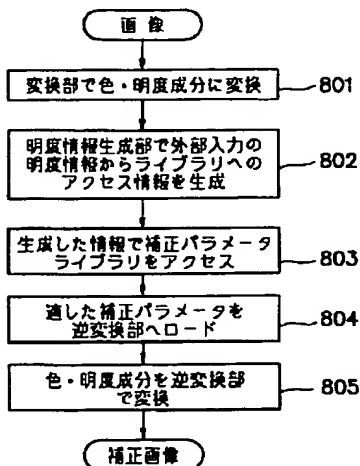 画像
変換部で色・明度成分に変換
801
明度情報生成部で外部入力の
明度情報からライブラリへの
アクセス情報を生成
802
生成した情報で補正パラメータ
ライブラリをアクセス
803
適した補正パラメータを
逆変換部へロード
804
色・明度成分を逆変換部
で変換
805
補正画像